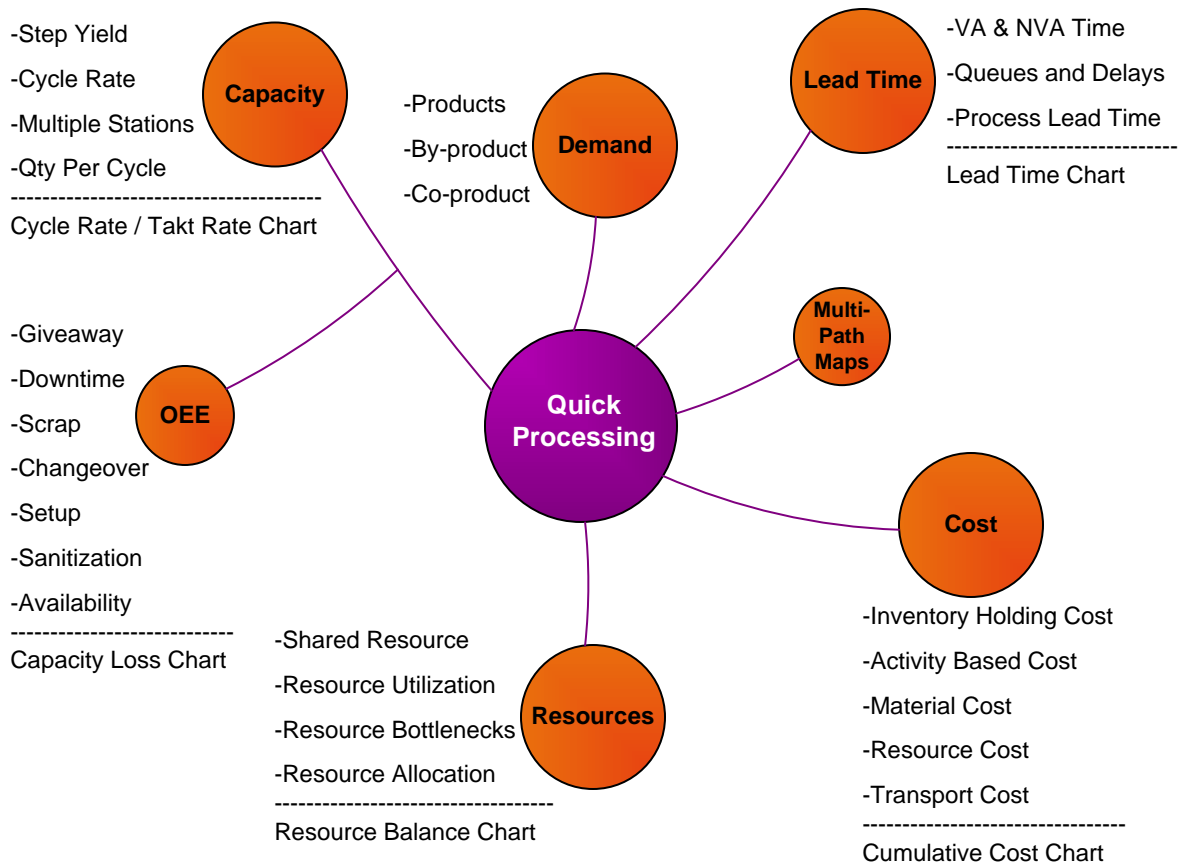 -Step Yield
-Cycle Rate
-Multiple Stations
-Qty Per Cycle
----------------------------------------
Cycle Rate / Takt Rate Chart
Capacity
-Products
-By-product
-Co-product
Demand
Lead Time
-VA & NVA Time
-Queues and Delays
-Process Lead Time
-----------------------------
Lead Time Chart
-Giveaway
-Downtime
-Scrap
-Changeover
-Setup
-Sanitization
-Availability
----------------------------
Capacity Loss Chart
OEE
Quick
Processing
Multi-
Path
Maps
Cost
-Inventory Holding Cost
-Activity Based Cost
-Material Cost
-Resource Cost
-Transport Cost
---------------------------------
Cumulative Cost Chart
-Shared Resource
-Resource Utilization
-Resource Bottlenecks
-Resource Allocation
-----------------------------------
Resource Balance Chart
Resources